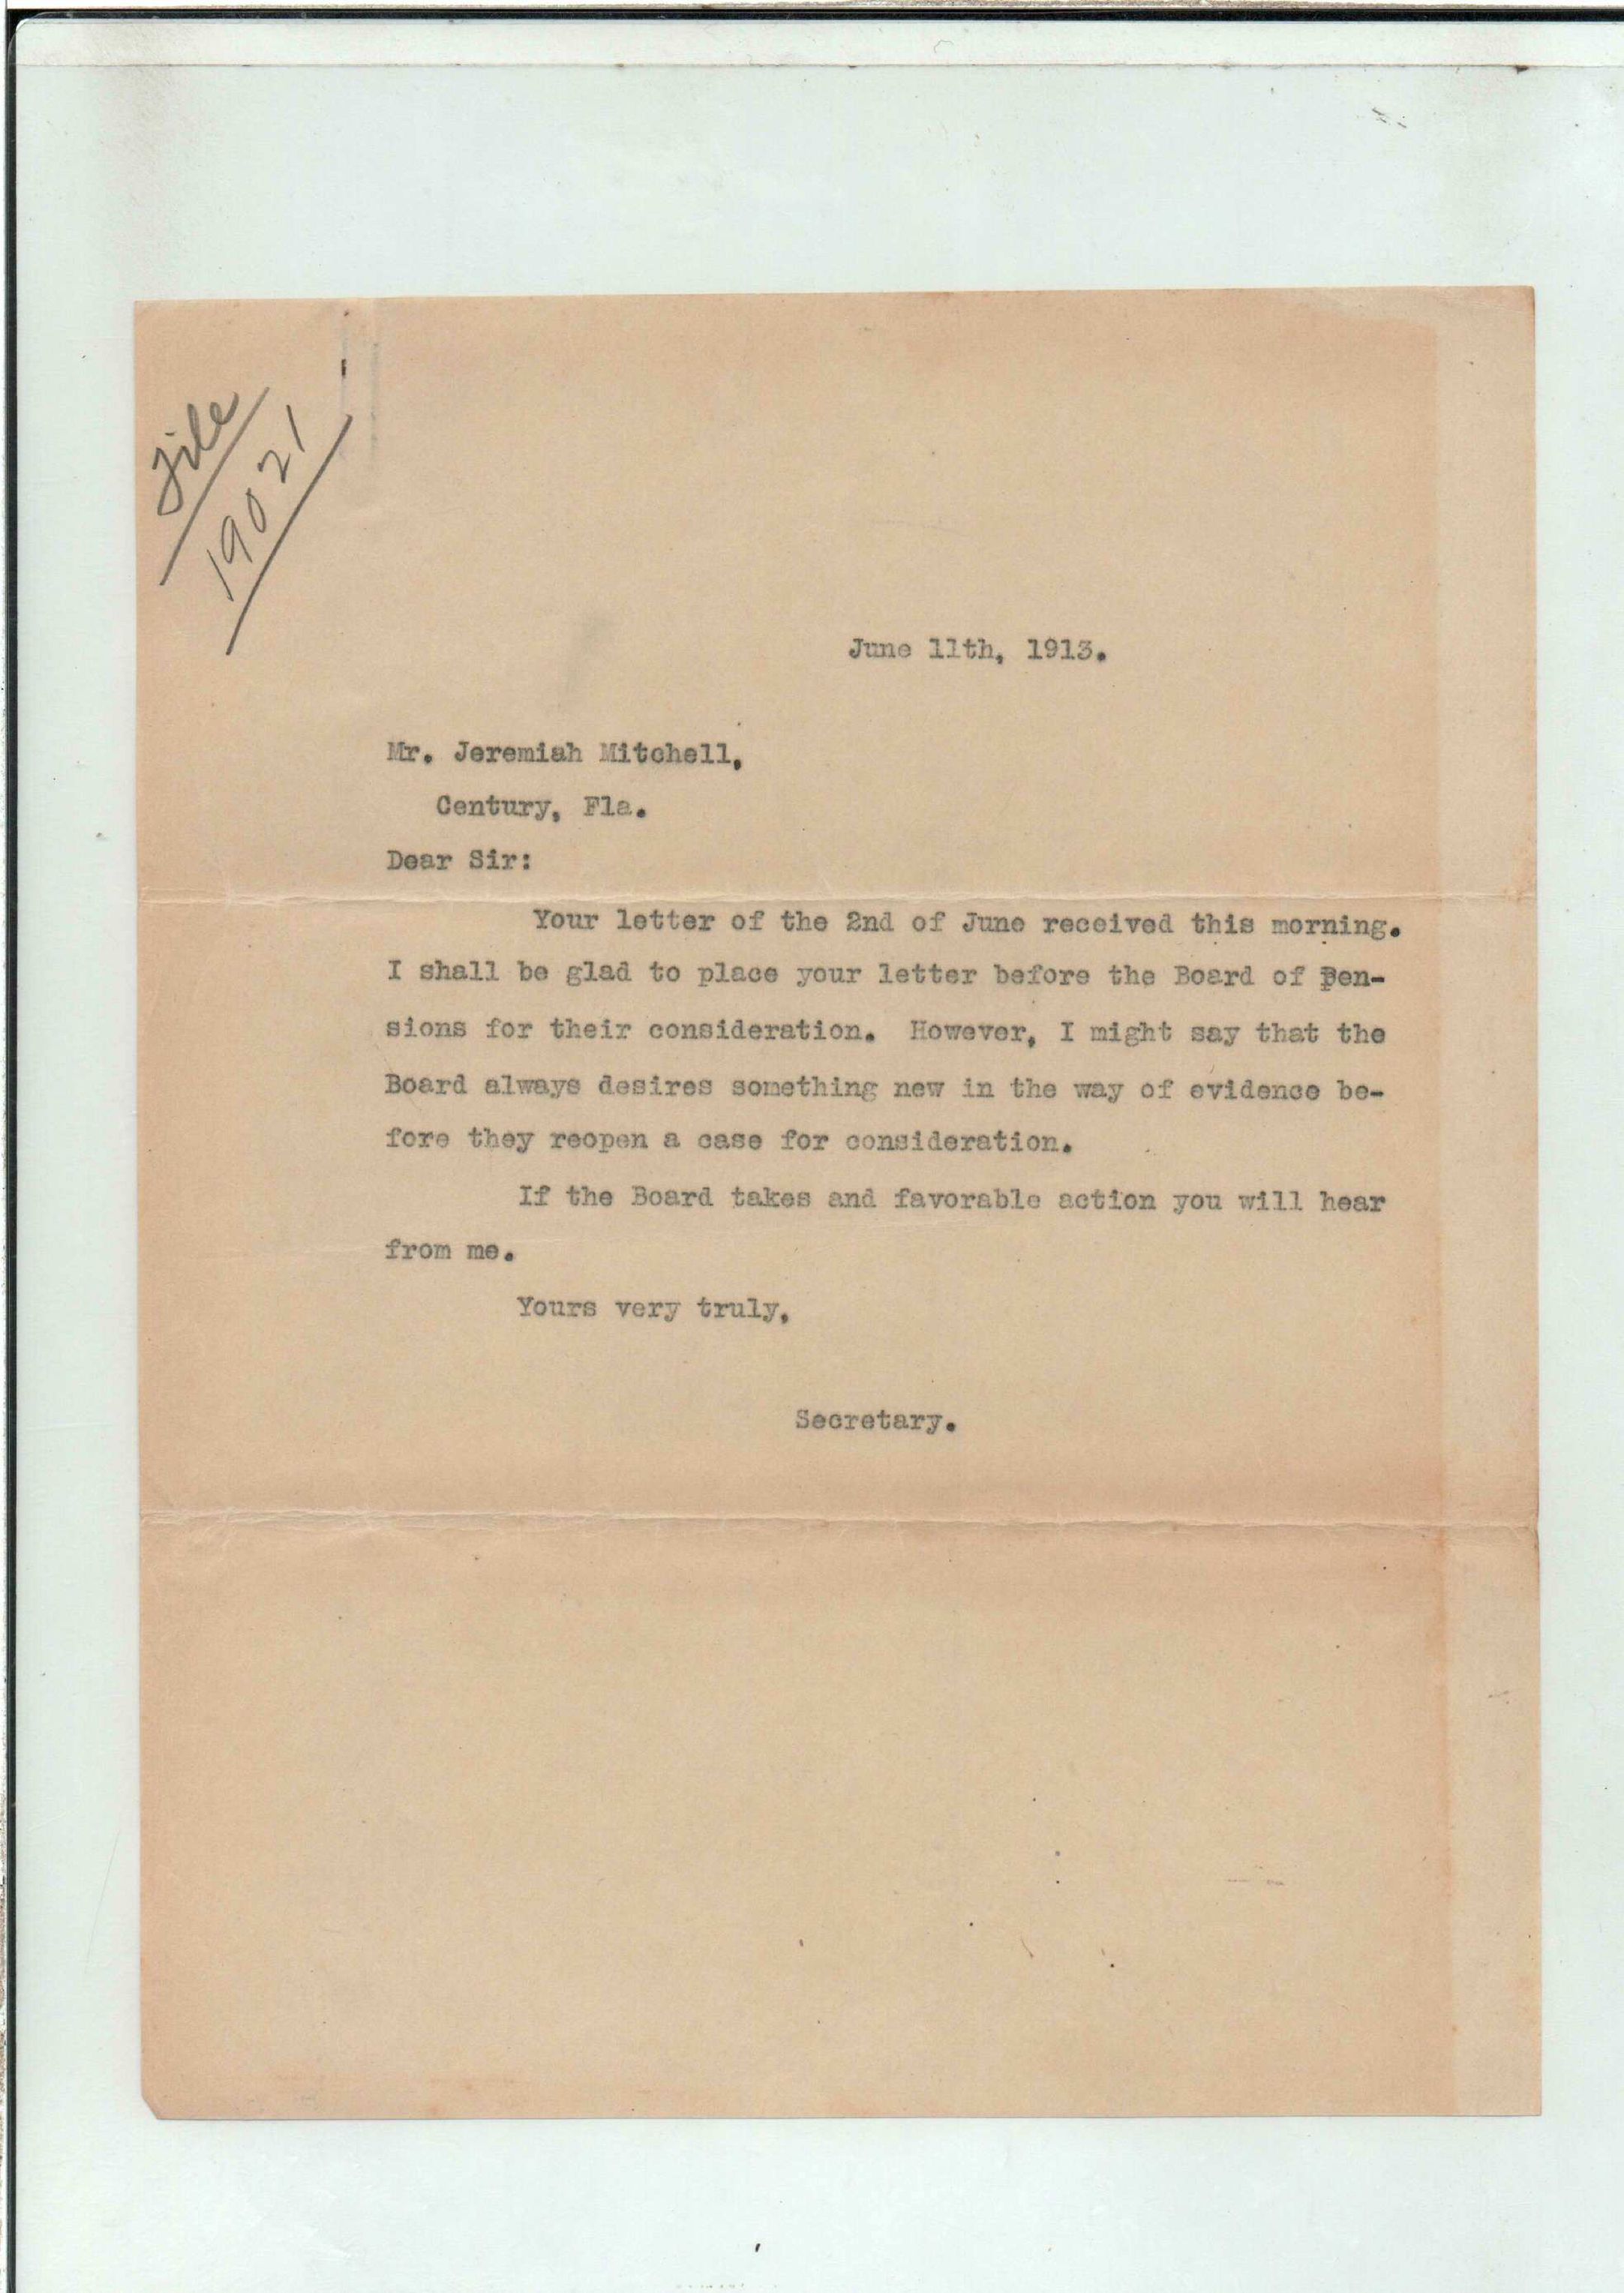 File
19021
June 11th, 1913.
Mr. Jeremiah Mitchell,
Century, Fla.
Dear Sir:
Your letter of the 2nd of June received this morning.
I shall be glad to place your letter before the Board of Pen-
sions for their consideration. However, I might say that the
Board always desires something new in the way of evidence be-
fore they reopen a case for consideration.
If the Board takes and favorable action you will hear
from me.
Yours very truly,
Secretary.